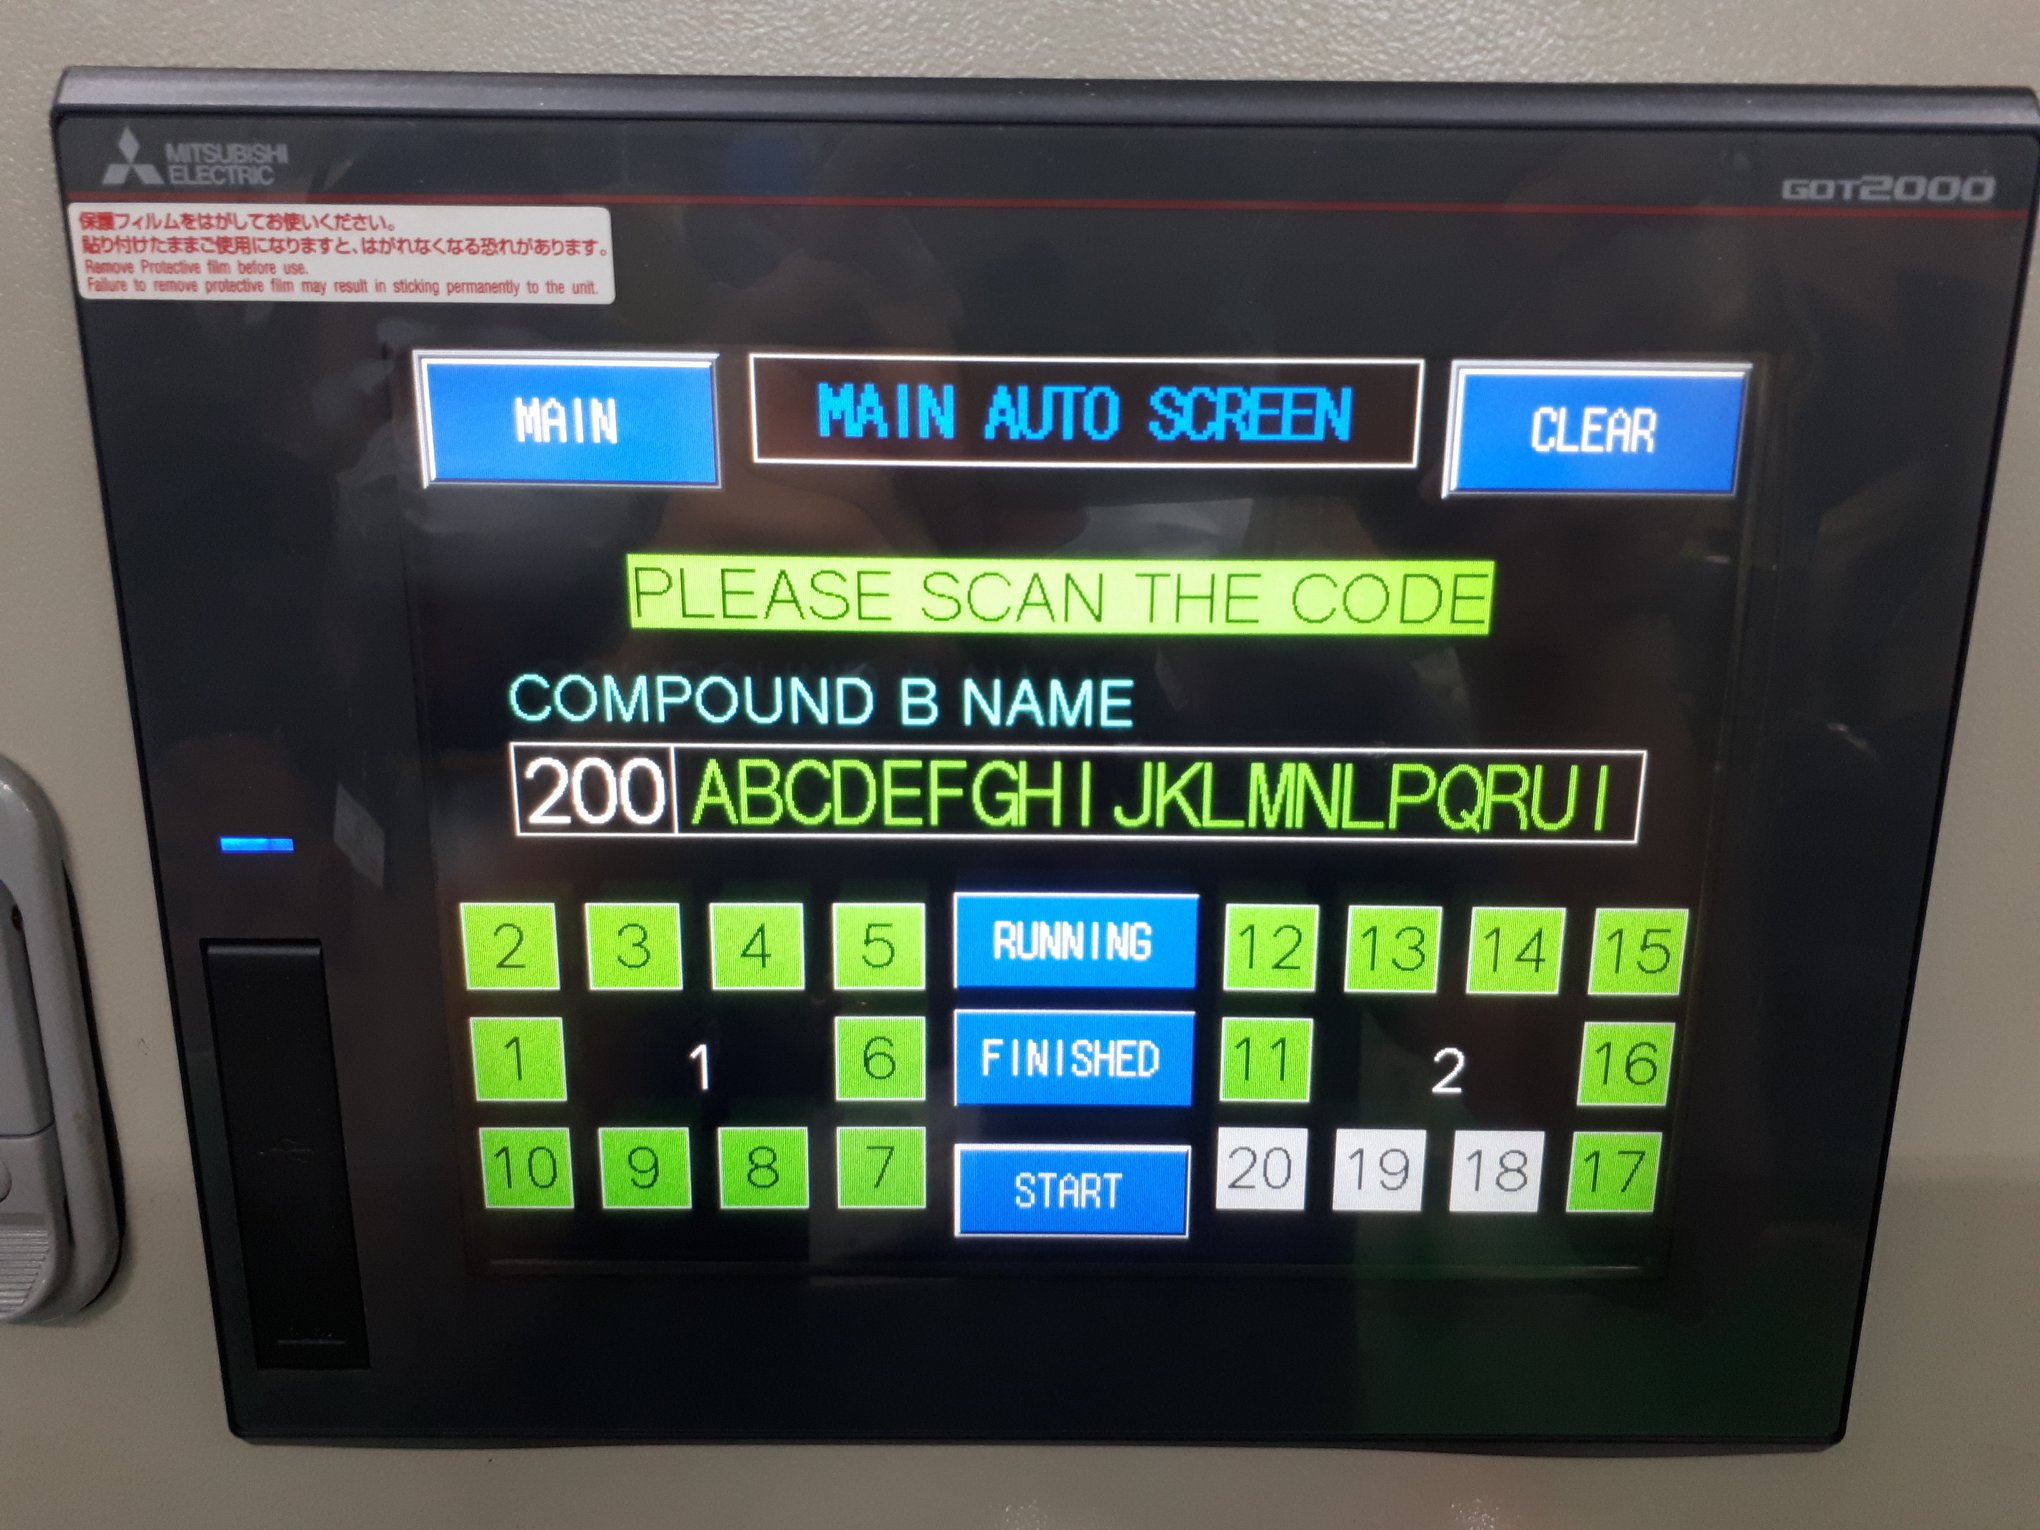 MITSUBISHI
ELECTRIC
GOT2000
保護フィルムをはがしてお使いください。
貼り付けたままご使用になりますと、はがれなくなる恐れがあります。
Remove Protective film before use.
Failure to remove protective film may result in sticking permanently to the unit.
MAIN
MAIN AUTO SCREEN
CLEAR
PLEASE SCAN THE CODE
COMPOUND B NAME
200 ABCDEFGHIJKLMNLPQRUI
2 3 4 5 RUNNING 12 13 14 15
1 1 6 FINISHED 11 2 16
10 9 8 7 START 20 19 18 17